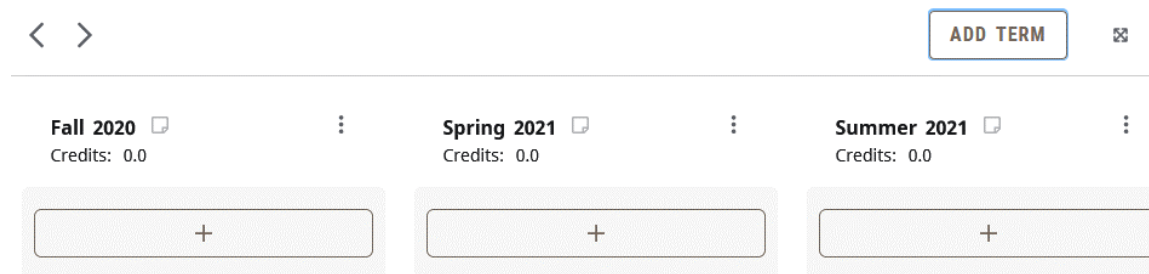 ADD TERM
Fall 2020
Credits: 0.0
Spring 2021
Credits: 0.0
Summer 2021
Credits: 0.0
+
+
+